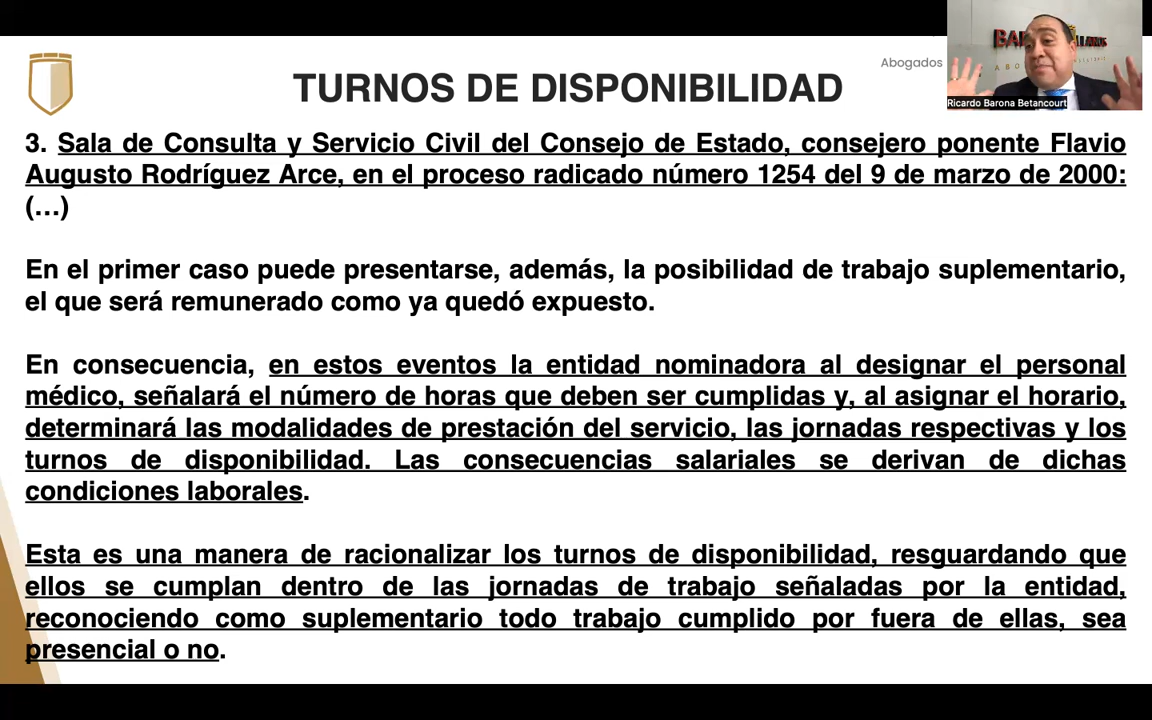 Abogados
TURNOS DE DISPONIBILIDAD
Ricardo Barona Betancourt
3. Sala de Consulta y Servicio Civil del Consejo de Estado, consejero ponente Flavio
Augusto Rodríguez Arce, en el proceso radicado número 1254 del 9 de marzo de 2000:
(…)
En el primer caso puede presentarse, además, la posibilidad de trabajo suplementario,
el que será remunerado como ya quedó expuesto.
En consecuencia, en estos eventos la entidad nominadora al designar el personal
médico, señalará el número de horas que deben ser cumplidas y, al asignar el horario,
determinará las modalidades de prestación del servicio, las jornadas respectivas y los
turnos de disponibilidad. Las consecuencias salariales se derivan de dichas
condiciones laborales.
Esta es una manera de racionalizar los turnos de disponibilidad, resguardando que
ellos se cumplan dentro de las jornadas de trabajo señaladas por la entidad,
reconociendo como suplementario todo trabajo cumplido por fuera de ellas, sea
presencial o no.